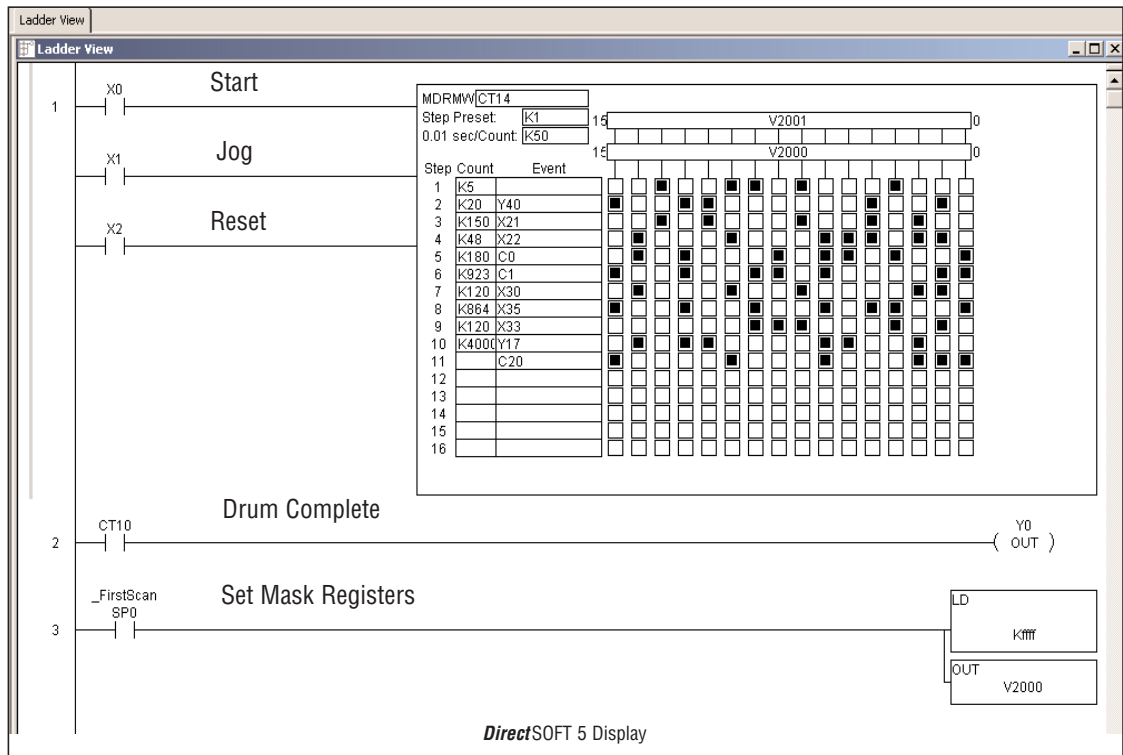 Ladder View
Ladder View
1
X0
Start
X1
Jog
X2
Reset
MDRMW CT14
Step Preset: K1
0.01 sec/Count: K50
15 V2001 0
15 V2000 0
Step Count Event
1 K5
2 K20 Y40
3 K150 X21
4 K48 X22
5 K180 C0
6 K923 C1
7 K120 X30
8 K864 X35
9 K120 X33
10 K4000 Y17
11 C20
12
13
14
15
16
Drum Complete
2
CT10
Y0
( OUT )
Set Mask Registers
3
_FirstScan
SP0
LD
Kffff
OUT
V2000
DirectSOFT 5 Display